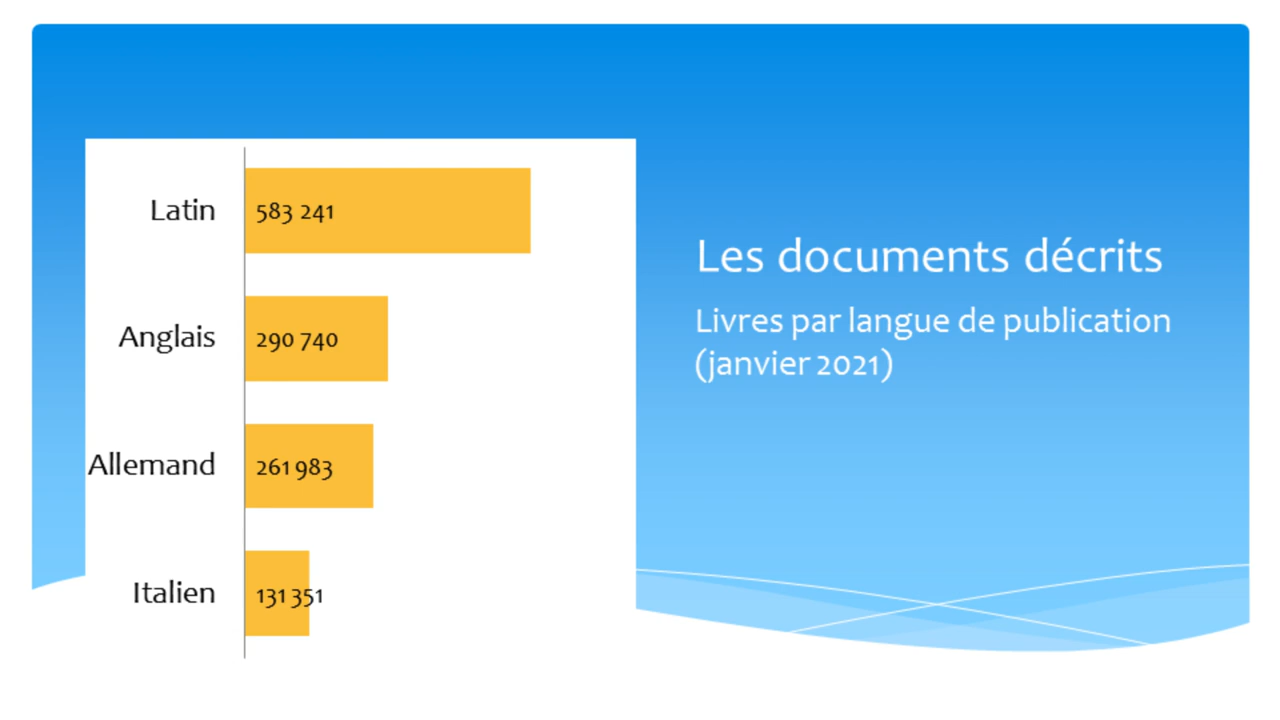 Latin 583 241
Anglais 290 740
Allemand 261 983
Italien 131 351
Les documents décrits
Livres par langue de publication
(janvier 2021)